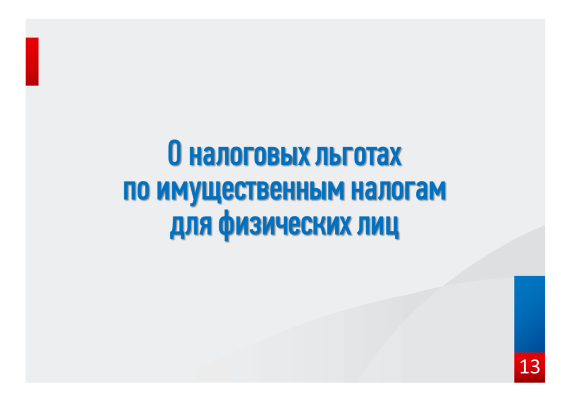 О налоговых льготах
по имущественным налогам
для физических лиц
13